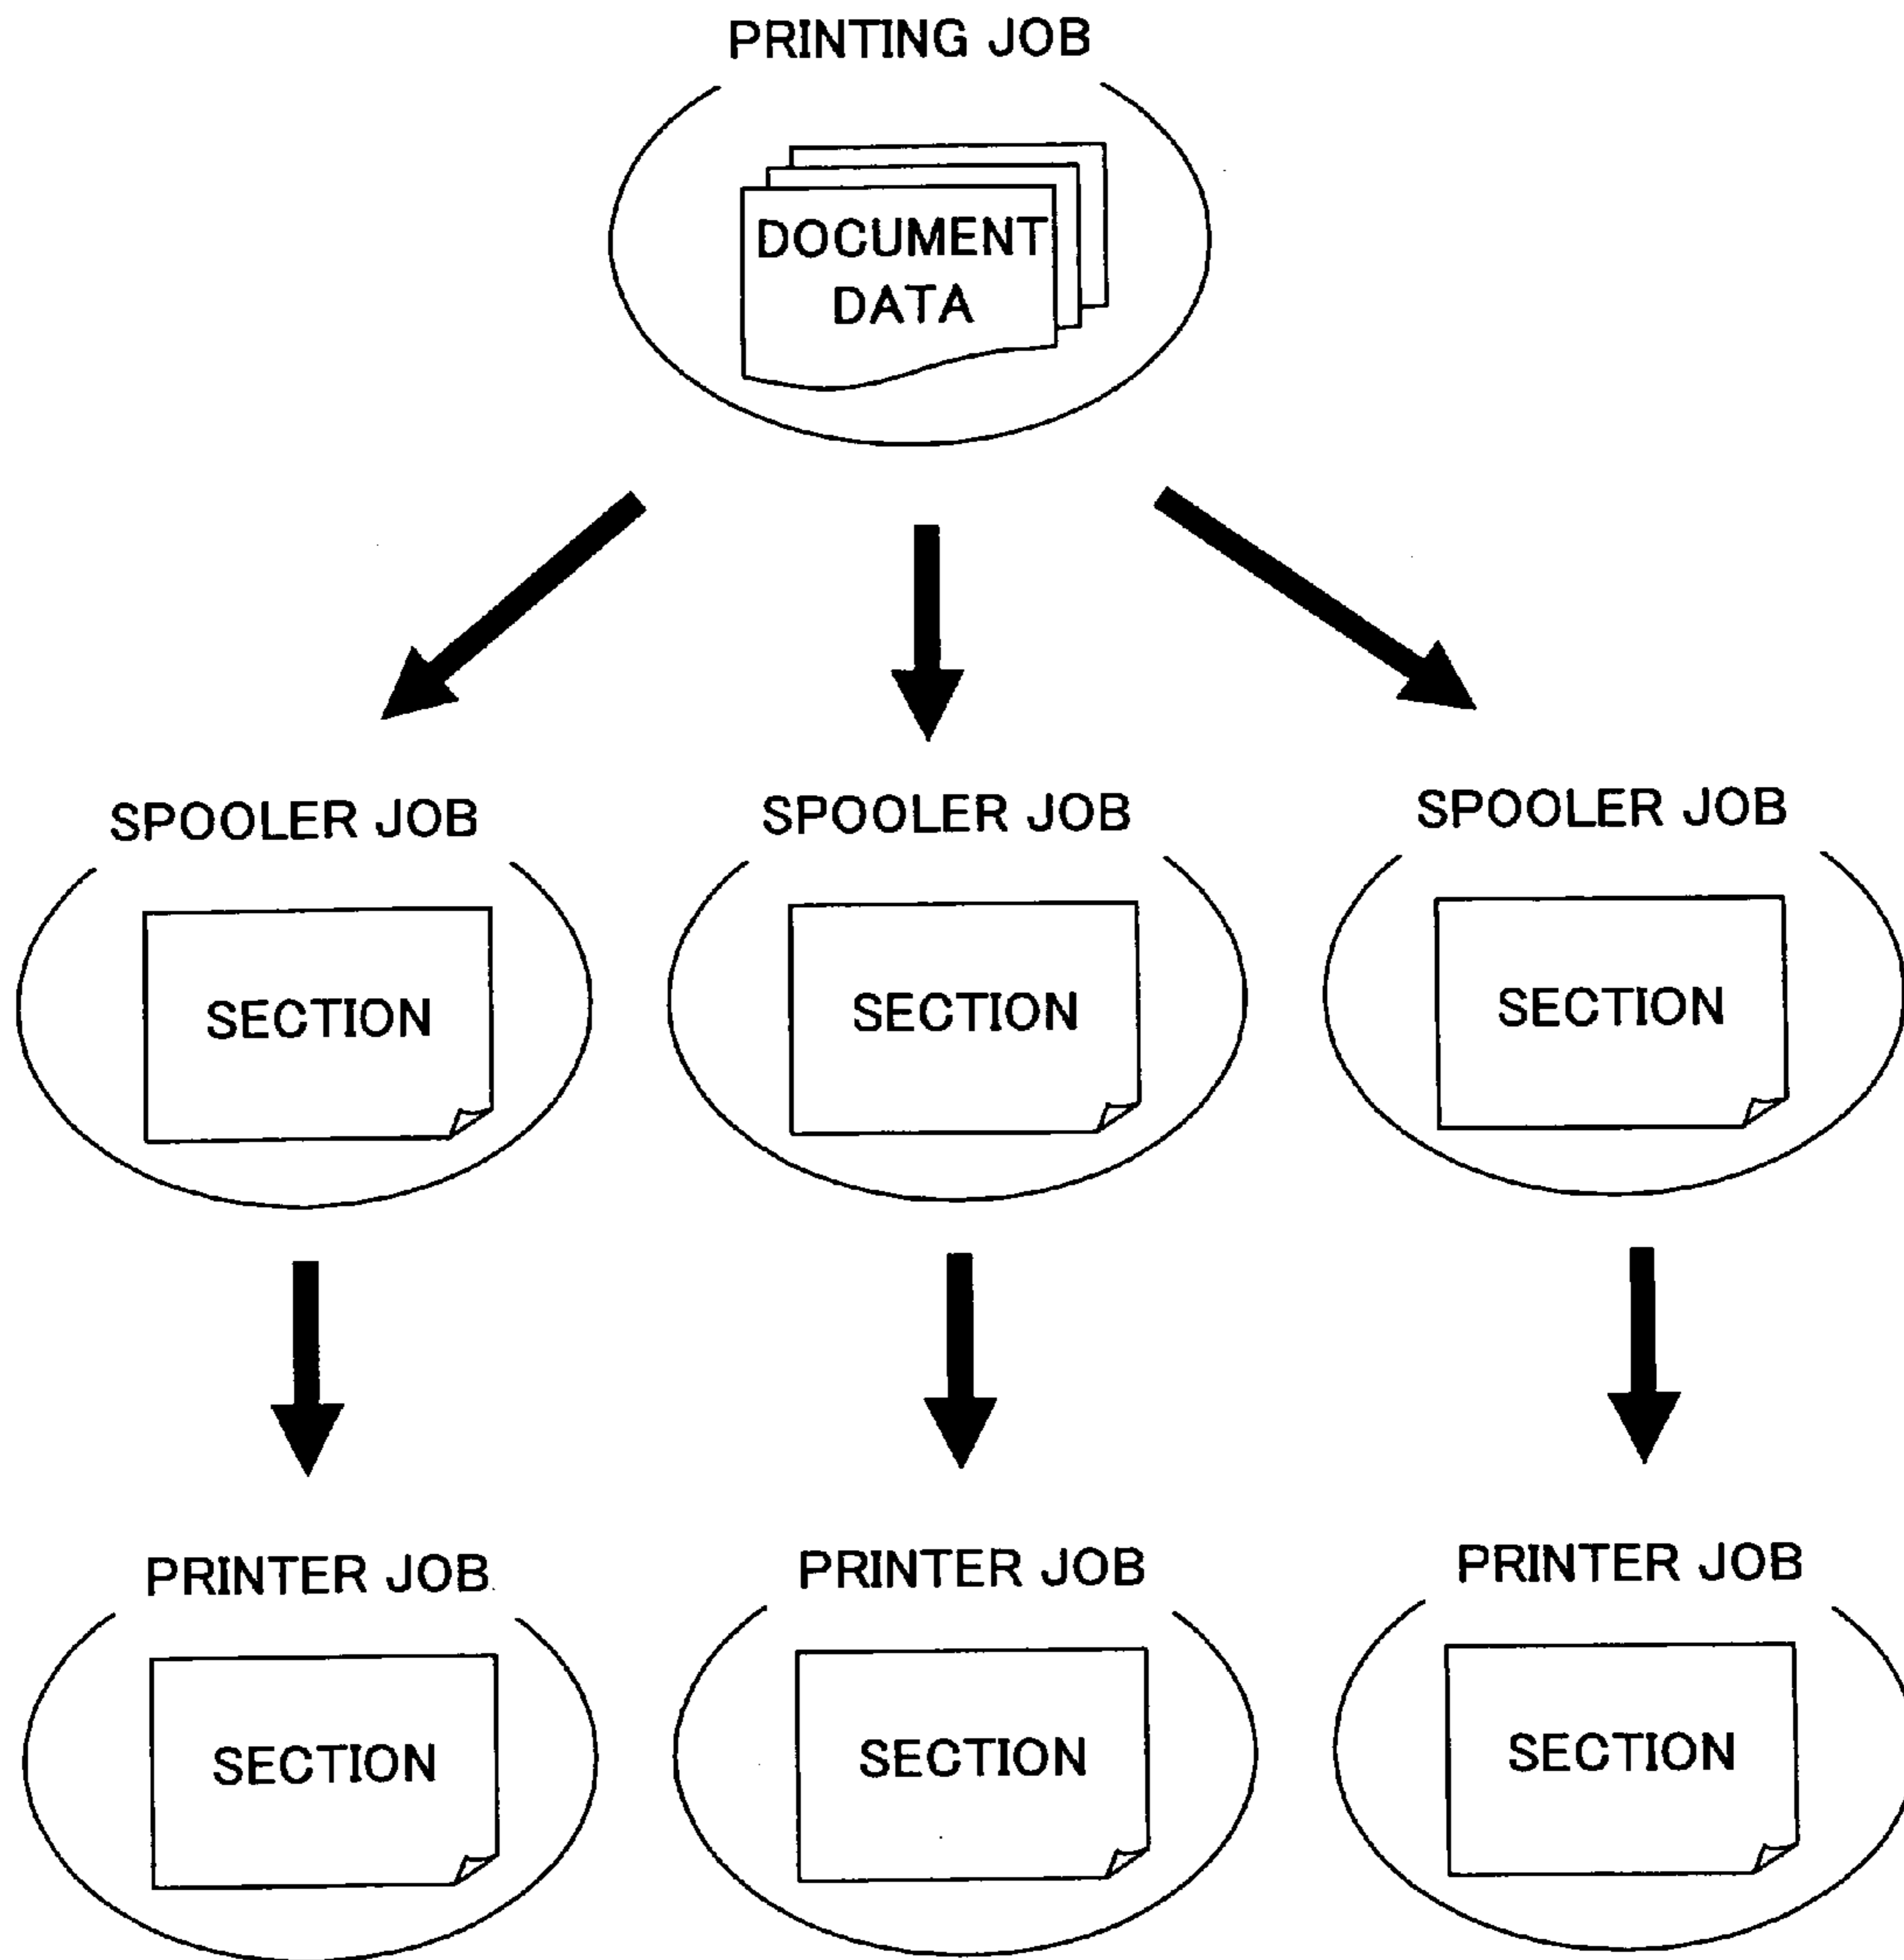 PRINTING JOB
DOCUMENT
DATA
SPOOLER JOB
SPOOLER JOB
SPOOLER JOB
SECTION
SECTION
SECTION
PRINTER JOB
PRINTER JOB
PRINTER JOB
SECTION
SECTION
SECTION